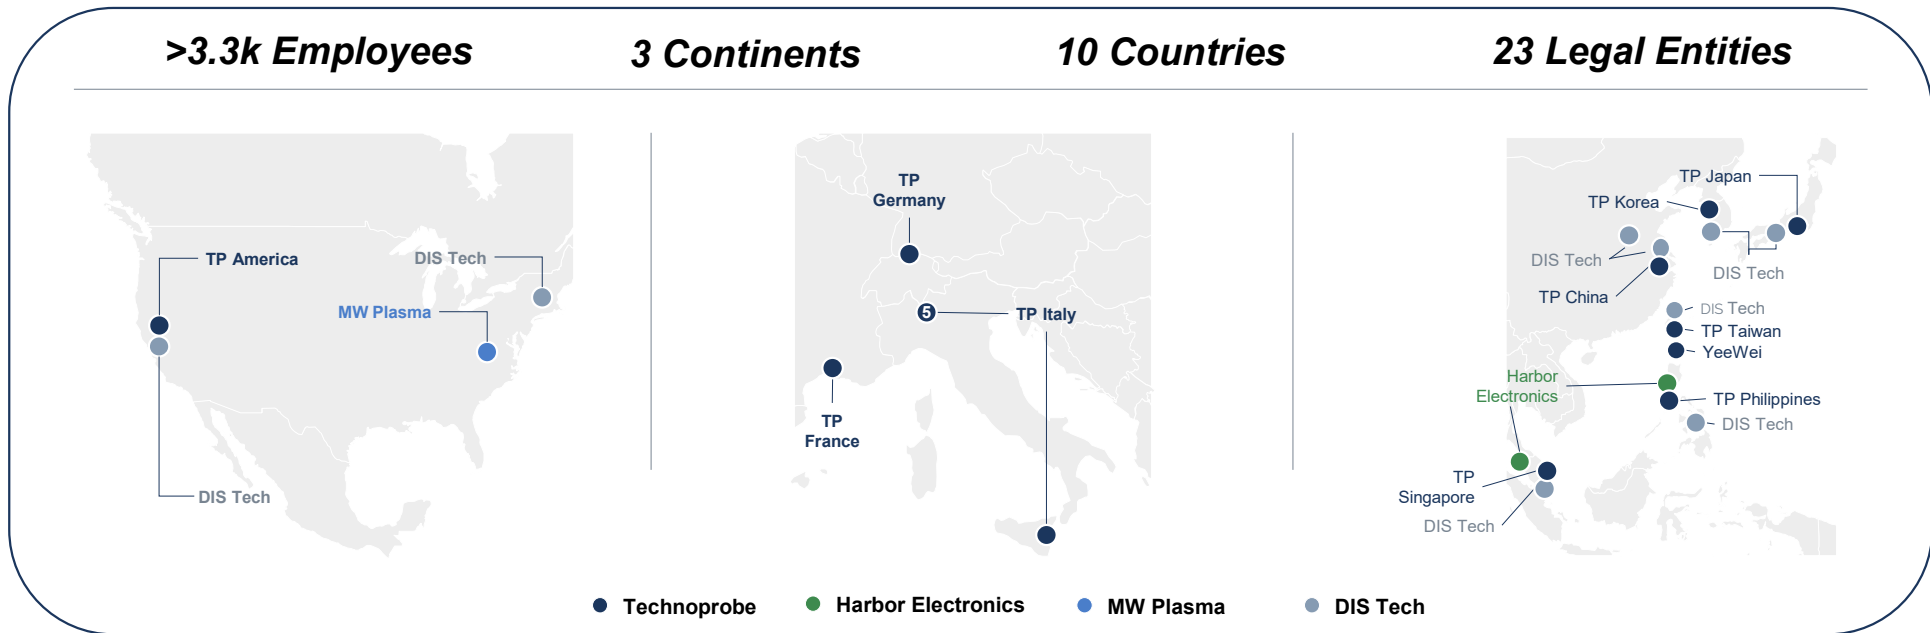 >3.3k Employees
3 Continents
10 Countries
23 Legal Entities
TP America
DIS Tech
MW Plasma
DIS Tech
TP
Germany
5
TP Italy
TP
France
TP Japan
TP Korea
DIS Tech
DIS Tech
TP China
DIS Tech
TP Taiwan
YeeWei
Harbor
Electronics
TP Philippines
DIS Tech
TP
Singapore
DIS Tech
Technoprobe
Harbor Electronics
MW Plasma
DIS Tech